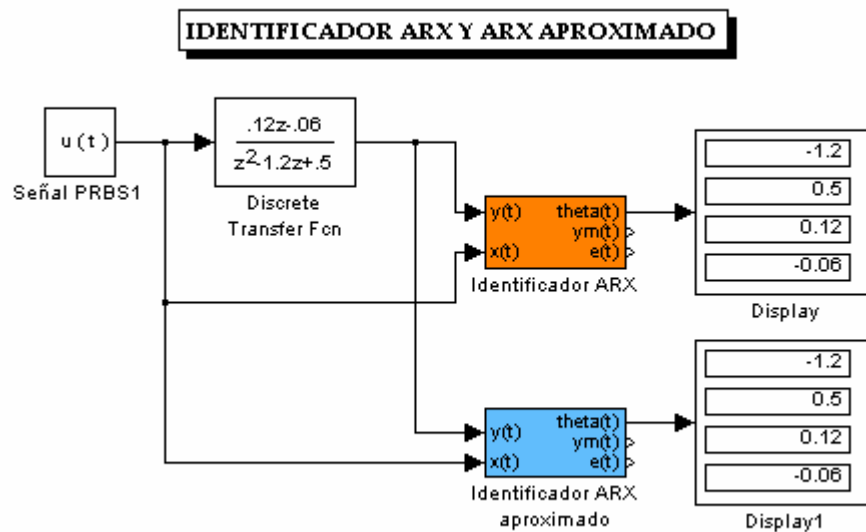 IDENTIFICADOR ARX Y ARX APROXIMADO
u(t)
Señal PRBS1
.12z-.06
z2-1.2z+.5
Discrete
Transfer Fcn
y(t) theta(t)
ym(t)
x(t) e(t)
Identificador ARX
-1.2
0.5
0.12
-0.06
Display
y(t) theta(t)
ym(t)
x(t) e(t)
Identificador ARX
aproximado
-1.2
0.5
0.12
-0.06
Display1